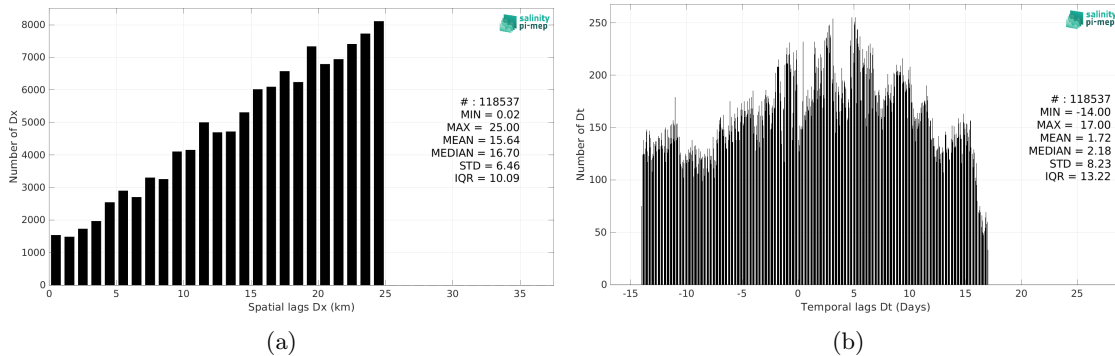 8000
7000
6000
5000
4000
3000
2000
1000
0
Number of Dx
0 5 10 15 20 25 30 35
Spatial lags Dx (km)
salinity
pi-mep
# : 118537
MIN = 0.02
MAX = 25.00
MEAN = 15.64
MEDIAN = 16.70
STD = 6.46
IQR = 10.09
(a)
250
200
150
100
50
0
Number of Dt
-15 -10 -5 0 5 10 15 20 25
Temporal lags Dt (Days)
salinity
pi-mep
# : 118537
MIN = -14.00
MAX = 17.00
MEAN = 1.72
MEDIAN = 2.18
STD = 8.23
IQR = 13.22
(b)